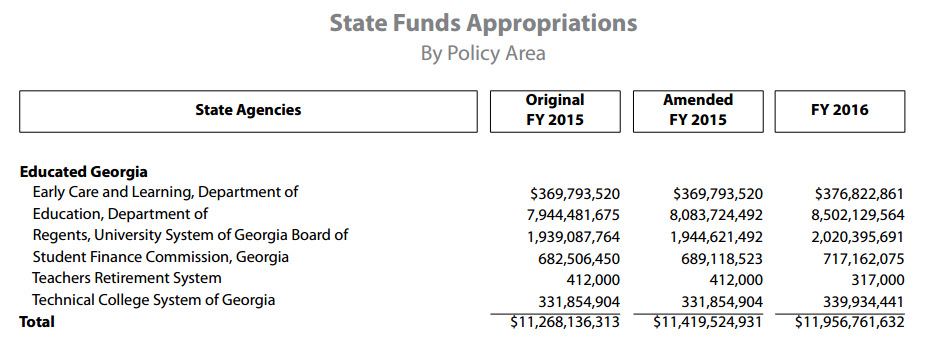 State Funds Appropriations
By Policy Area
State Agencies Original FY 2015 Amended FY 2015 FY 2016
Educated Georgia
Early Care and Learning, Department of $369,793,520 $369,793,520 $376,822,861
Education, Department of 7,944,481,675 8,083,724,492 8,502,129,564
Regents, University System of Georgia Board of 1,939,087,764 1,944,621,492 2,020,395,691
Student Finance Commission, Georgia 682,506,450 689,118,523 717,162,075
Teachers Retirement System 412,000 412,000 317,000
Technical College System of Georgia 331,854,904 331,854,904 339,934,441
Total $11,268,136,313 $11,419,524,931 $11,956,761,632